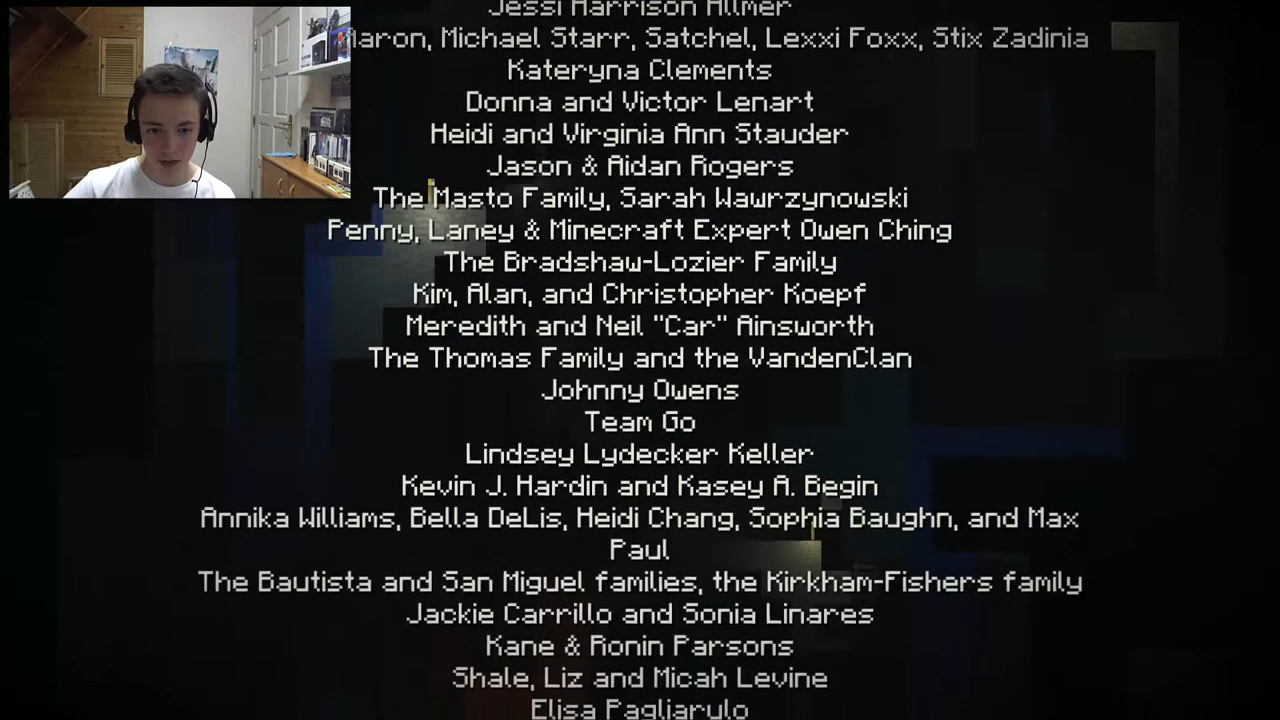 Jessi Harrison Allmer
Aaron, Michael Starr, Satchel, Lexxi Foxx, Stix Zadinia
Kateryna Clements
Donna and Victor Lenart
Heidi and Virginia Ann Stauder
Jason & Aidan Rogers
The Masto Family, Sarah Wawrzynowski
Penny, Laney & Minecraft Expert Owen Ching
The Bradshaw-Lozier Family
Kim, Alan, and Christopher Koepf
Meredith and Neil "Car" Ainsworth
The Thomas Family and the VandenClan
Johnny Owens
Team Go
Lindsey Lydecker Keller
Kevin J. Hardin and Kasey A. Begin
Annika Williams, Bella DeLis, Heidi Chang, Sophia Baughn, and Max
Paul
The Bautista and San Miguel families, the Kirkham-Fishers family
Jackie Carrillo and Sonia Linares
Kane & Ronin Parsons
Shale, Liz and Micah Levine
Elisa Pagliarulo